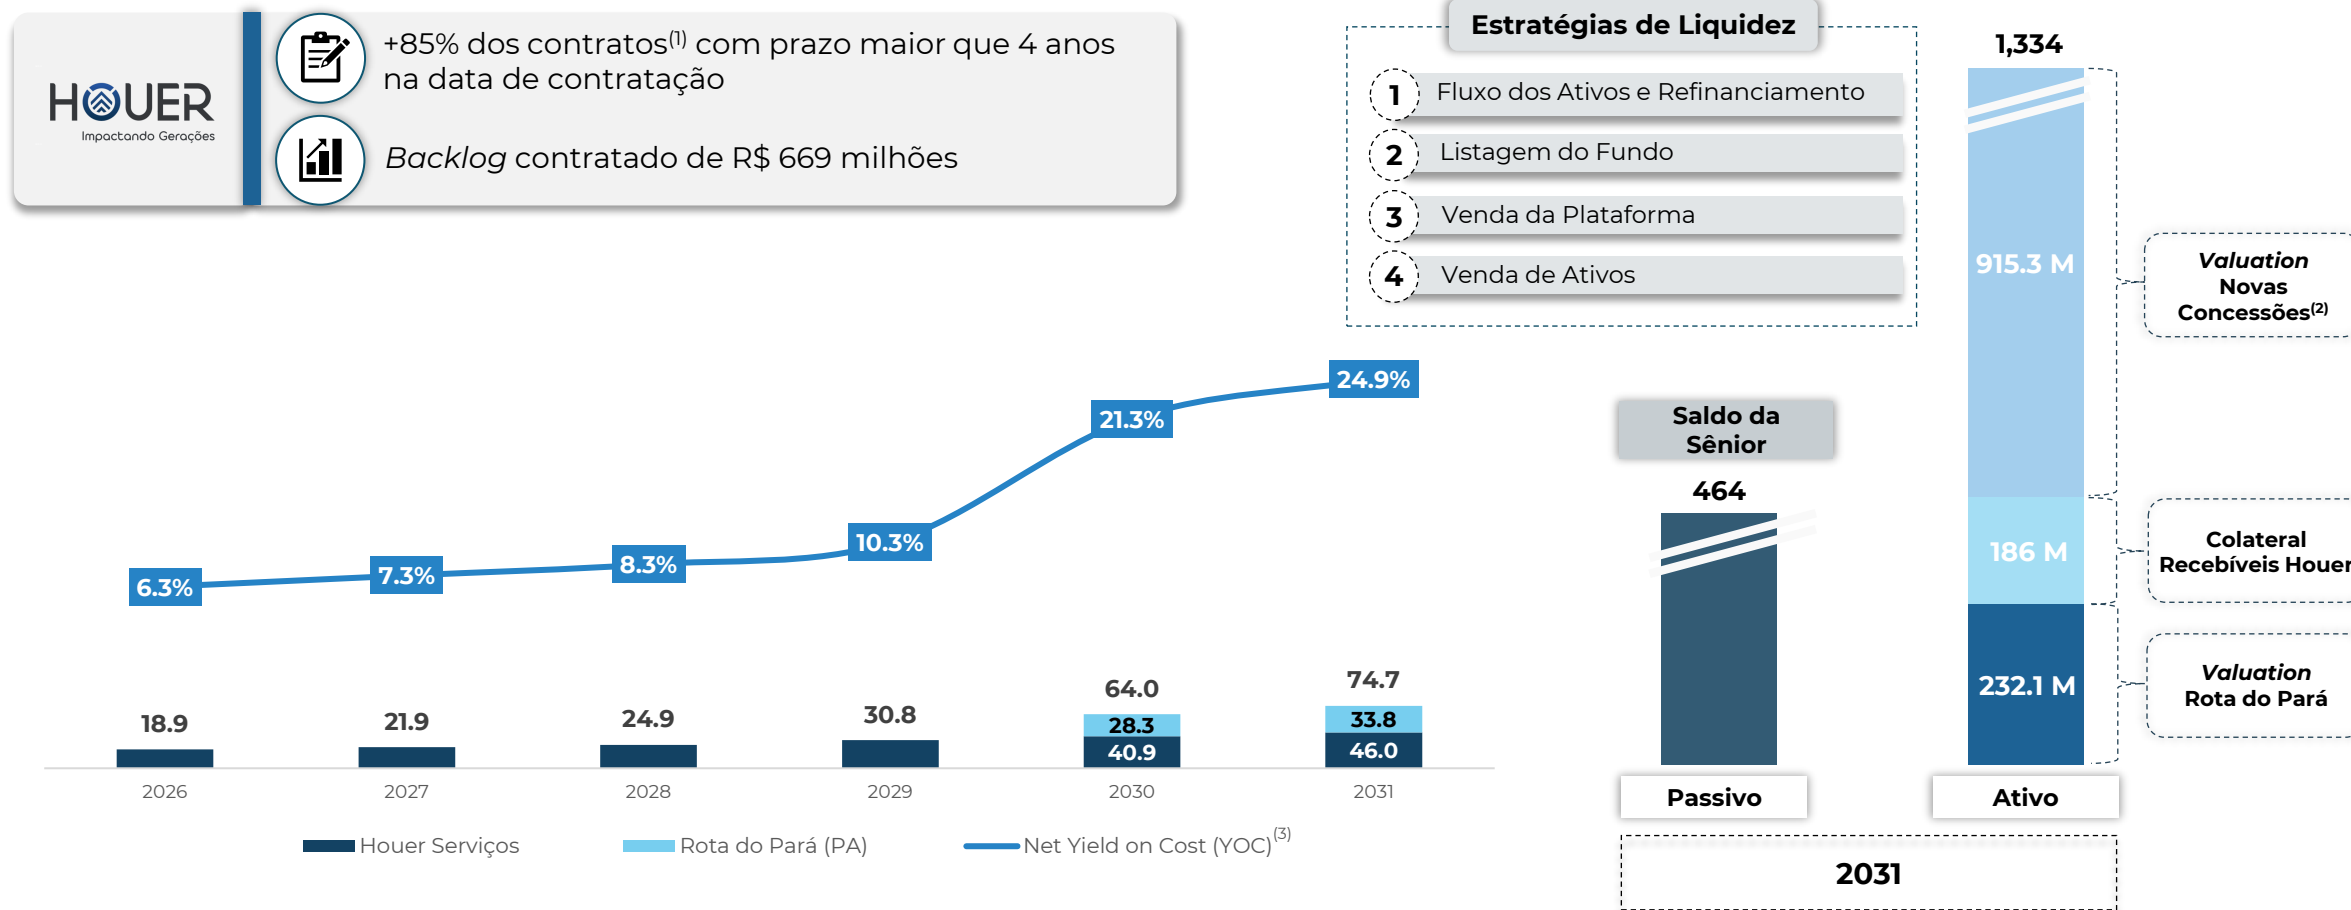 HOUER
Impactando Gerações
+85% dos contratos(1) com prazo maior que 4 anos
na data de contratação
Backlog contratado de R$ 669 milhões
Estratégias de Liquidez
1 Fluxo dos Ativos e Refinanciamento
2 Listagem do Fundo
3 Venda da Plataforma
4 Venda de Ativos
6.3%
7.3%
8.3%
10.3%
21.3%
24.9%
18.9
21.9
24.9
30.8
64.0
28.3
40.9
74.7
33.8
46.0
2026
2027
2028
2029
2030
2031
Houer Serviços
Rota do Pará (PA)
Net Yield on Cost (YOC)(3)
Saldo da
Sênior
464
Passivo
1,334
915.3 M
186 M
232.1 M
Ativo
2031
Valuation
Novas
Concessões(2)
Colateral
Recebíveis Houer
Valuation
Rota do Pará